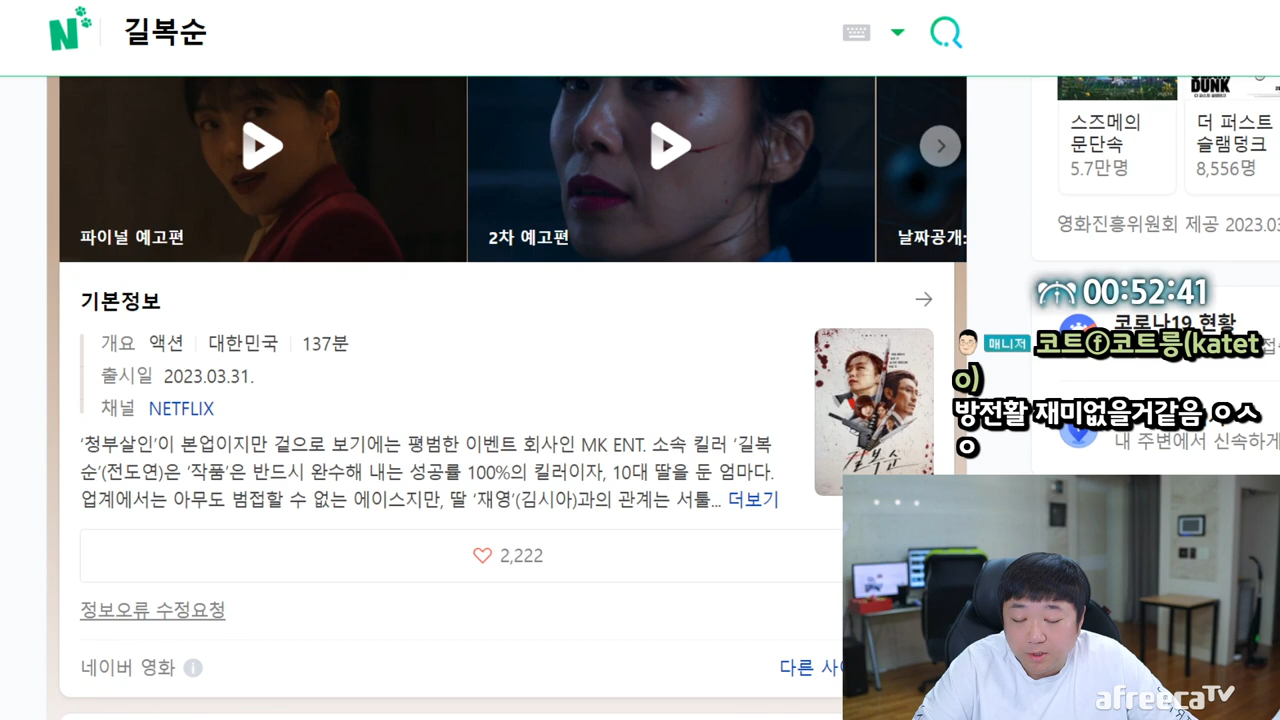 N
길복순
파이널 예고편
2차 예고편
날짜공개:
기본정보
개요 액션 대한민국 137분
출시일 2023.03.31.
채널 NETFLIX
‘청부살인’이 본업이지만 겉으로 보기에는 평범한 이벤트 회사인 MK ENT. 소속 킬러 ‘길복
순’(전도연)은 ‘작품’은 반드시 완수해 내는 성공률 100%의 킬러이자, 10대 딸을 둔 엄마다.
업계에서는 아무도 범접할 수 없는 에이스지만, 딸 ‘재영’(김시아)과의 관계는 서툴... 더보기
길복순
2,222
정보오류 수정요청
네이버 영화
다른 사
DUNK
스즈메의
문단속
5.7만명
더 퍼스트
슬램덩크
8,556명
영화진흥위원회 제공 2023.03
00:52:41
코로나19 현황
매니저 코트ⓕ코트릉(katet
o)
방전활 재미없을거같음 ㅇㅅ
ㅇ
내 주변에서 신속하게
afreecaTV